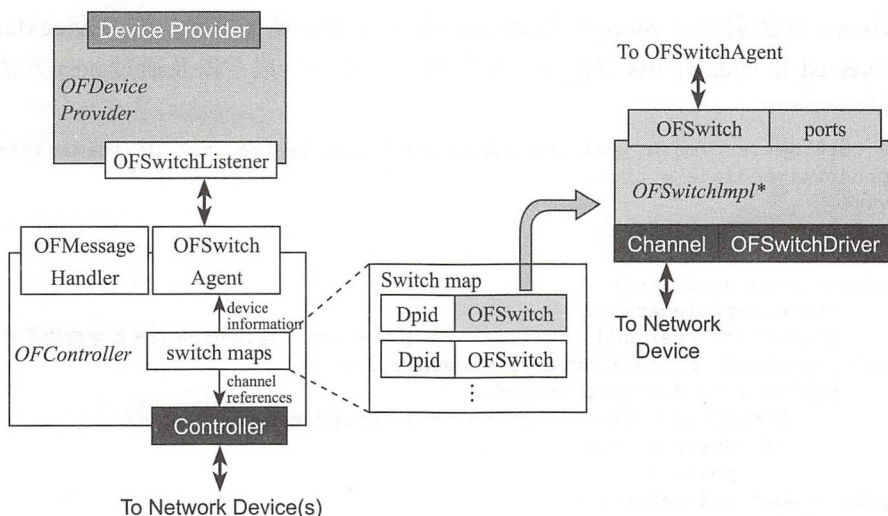 Device Provider
OFDevice
Provider
OFSwitchListener
OFMessage
Handler
OFSwitch
Agent
device
information
OFController
switch maps
channel
references
Controller
To Network Device(s)
Switch map
Dpid OFSwitch
Dpid OFSwitch
⋮
To OFSwitchAgent
OFSwitch ports
OFSwitchImpl*
Channel OFSwitchDriver
To Network
Device